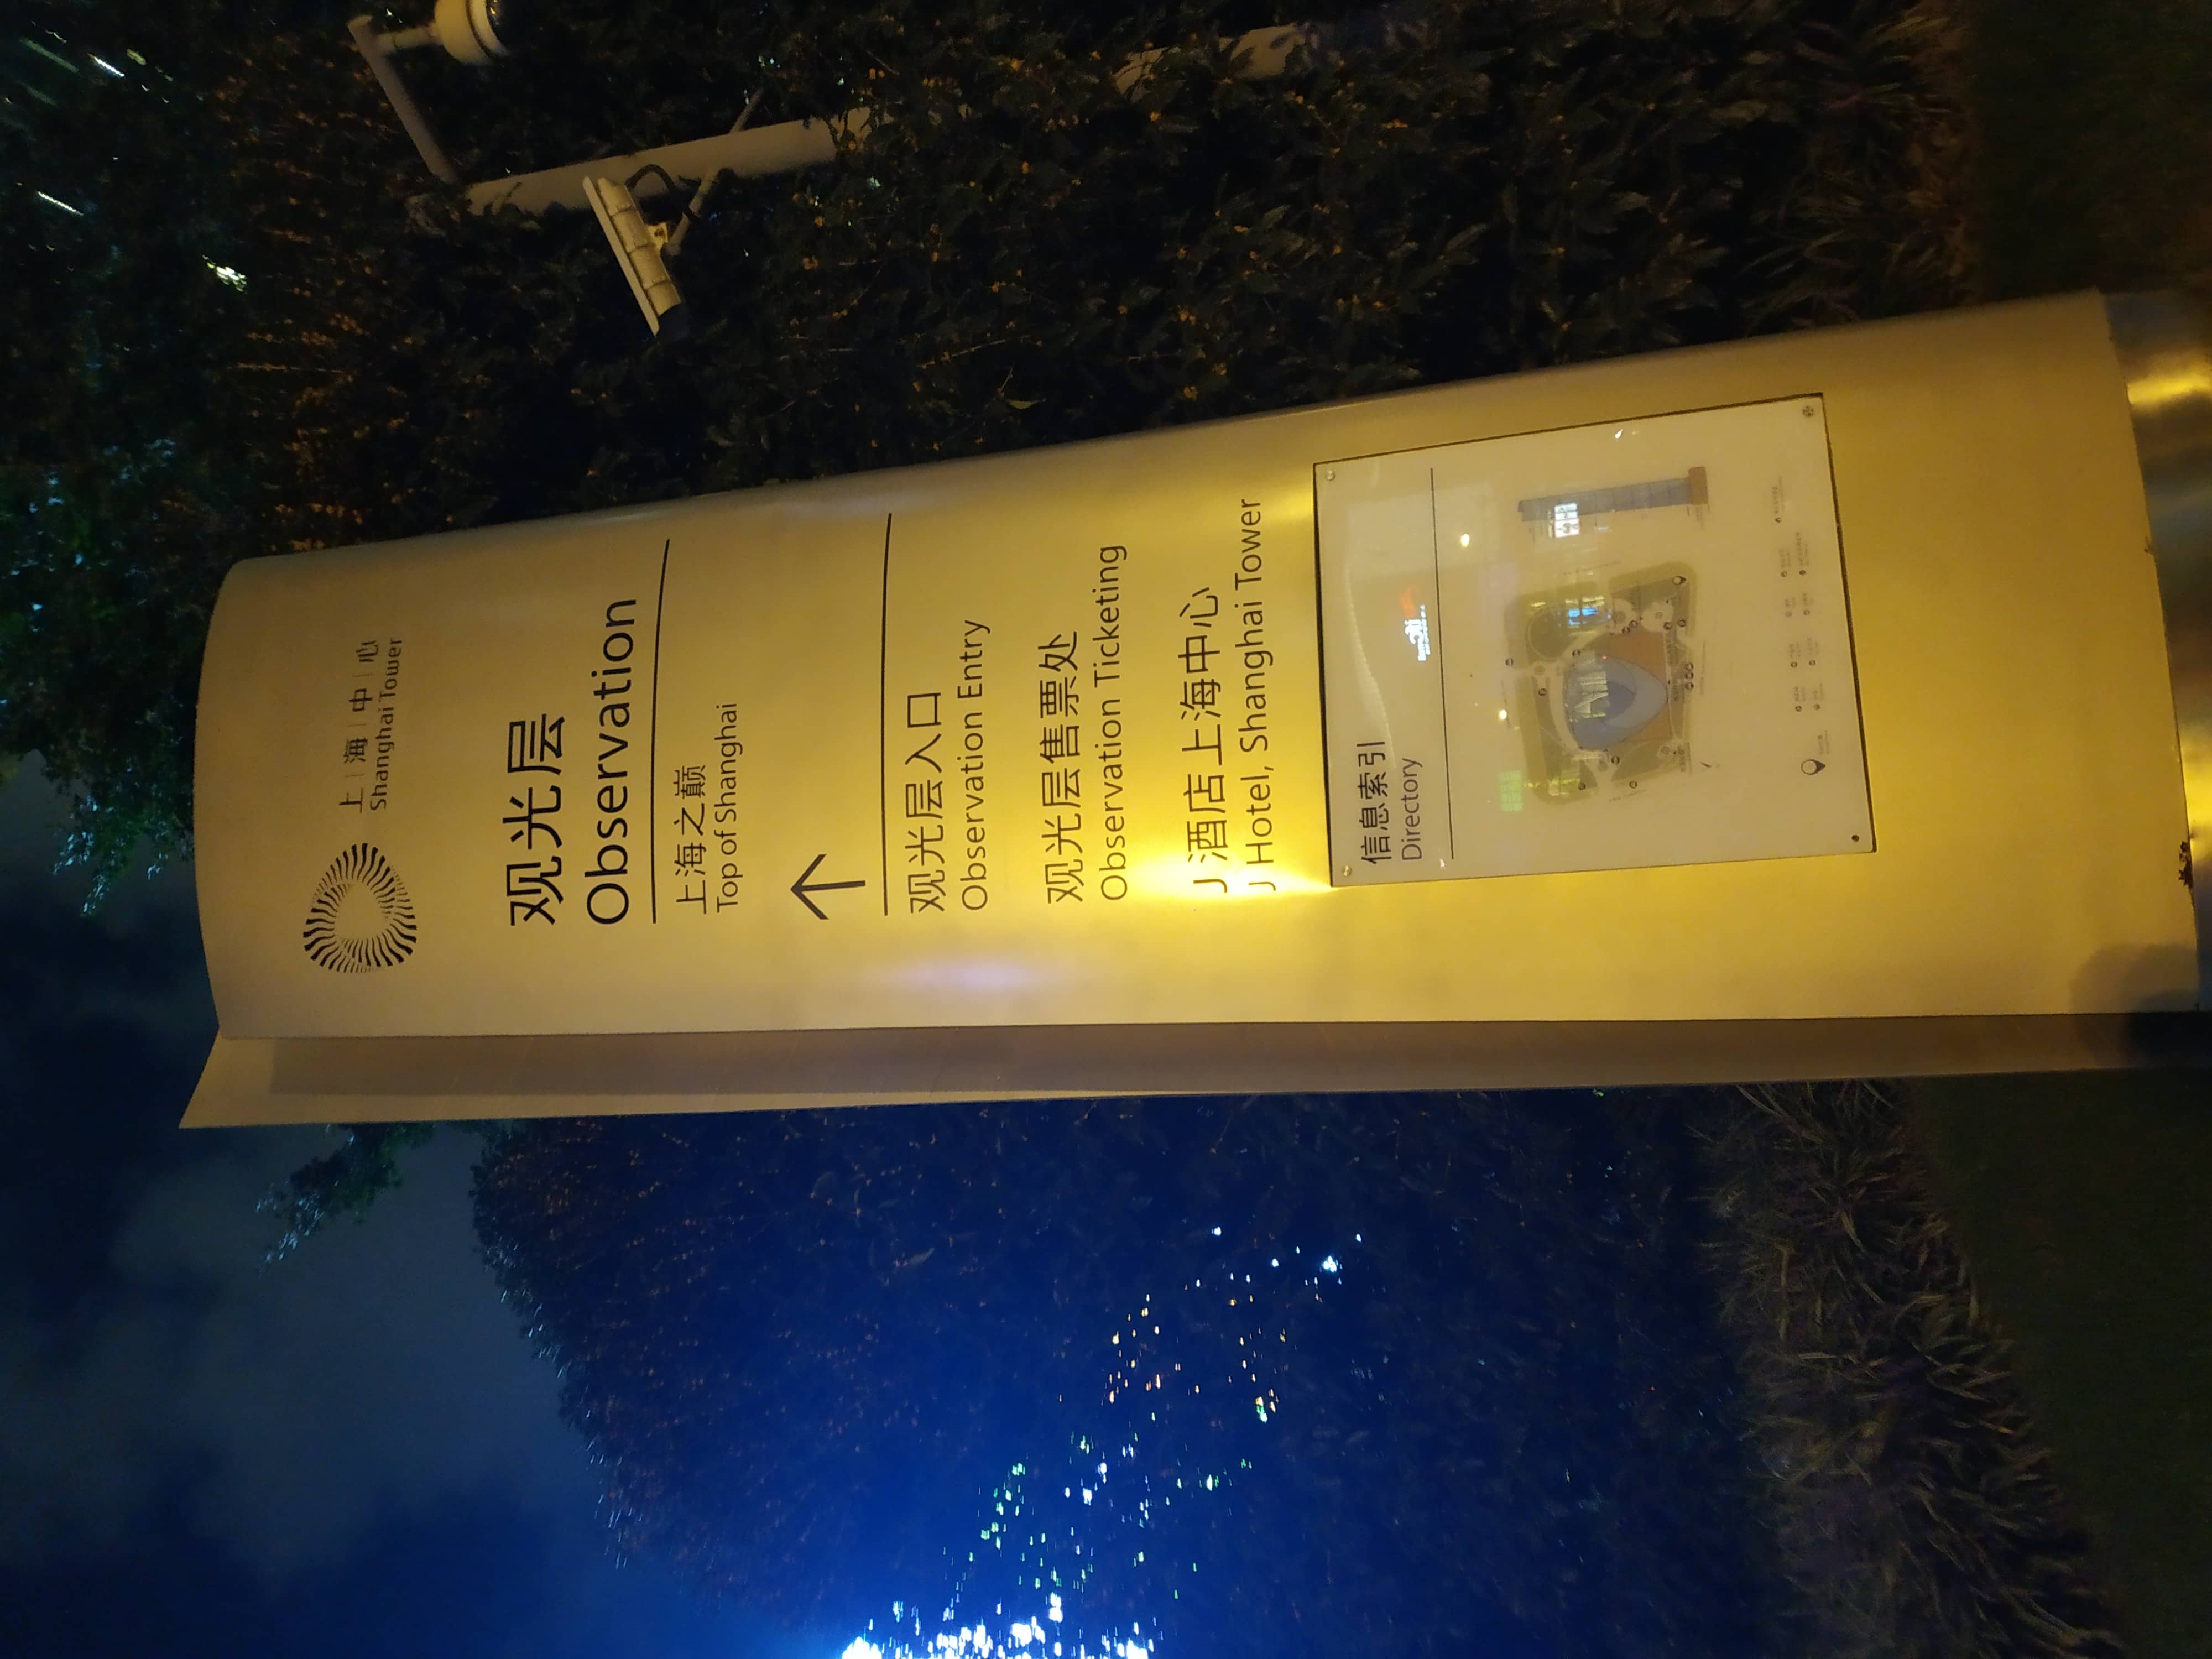 上海中心
Shanghai Tower
观光层
Observation
上海之巅
Top of Shanghai
观光层入口
Observation Entry
观光层售票处
Observation Ticketing
J 酒店上海中心
J Hotel, Shanghai Tower
信息索引
Directory